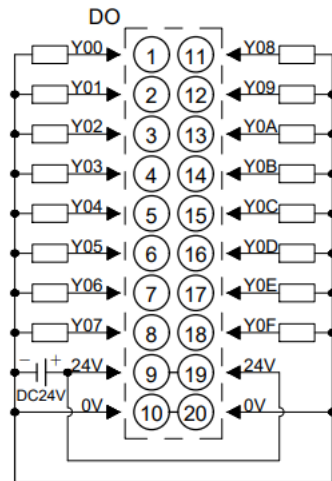 DO
Y00 1 11 Y08
Y01 2 12 Y09
Y02 3 13 Y0A
Y03 4 14 Y0B
Y04 5 15 Y0C
Y05 6 16 Y0D
Y06 7 17 Y0E
Y07 8 18 Y0F
− + 24V 9 19 24V
DC24V
0V 10 20 0V